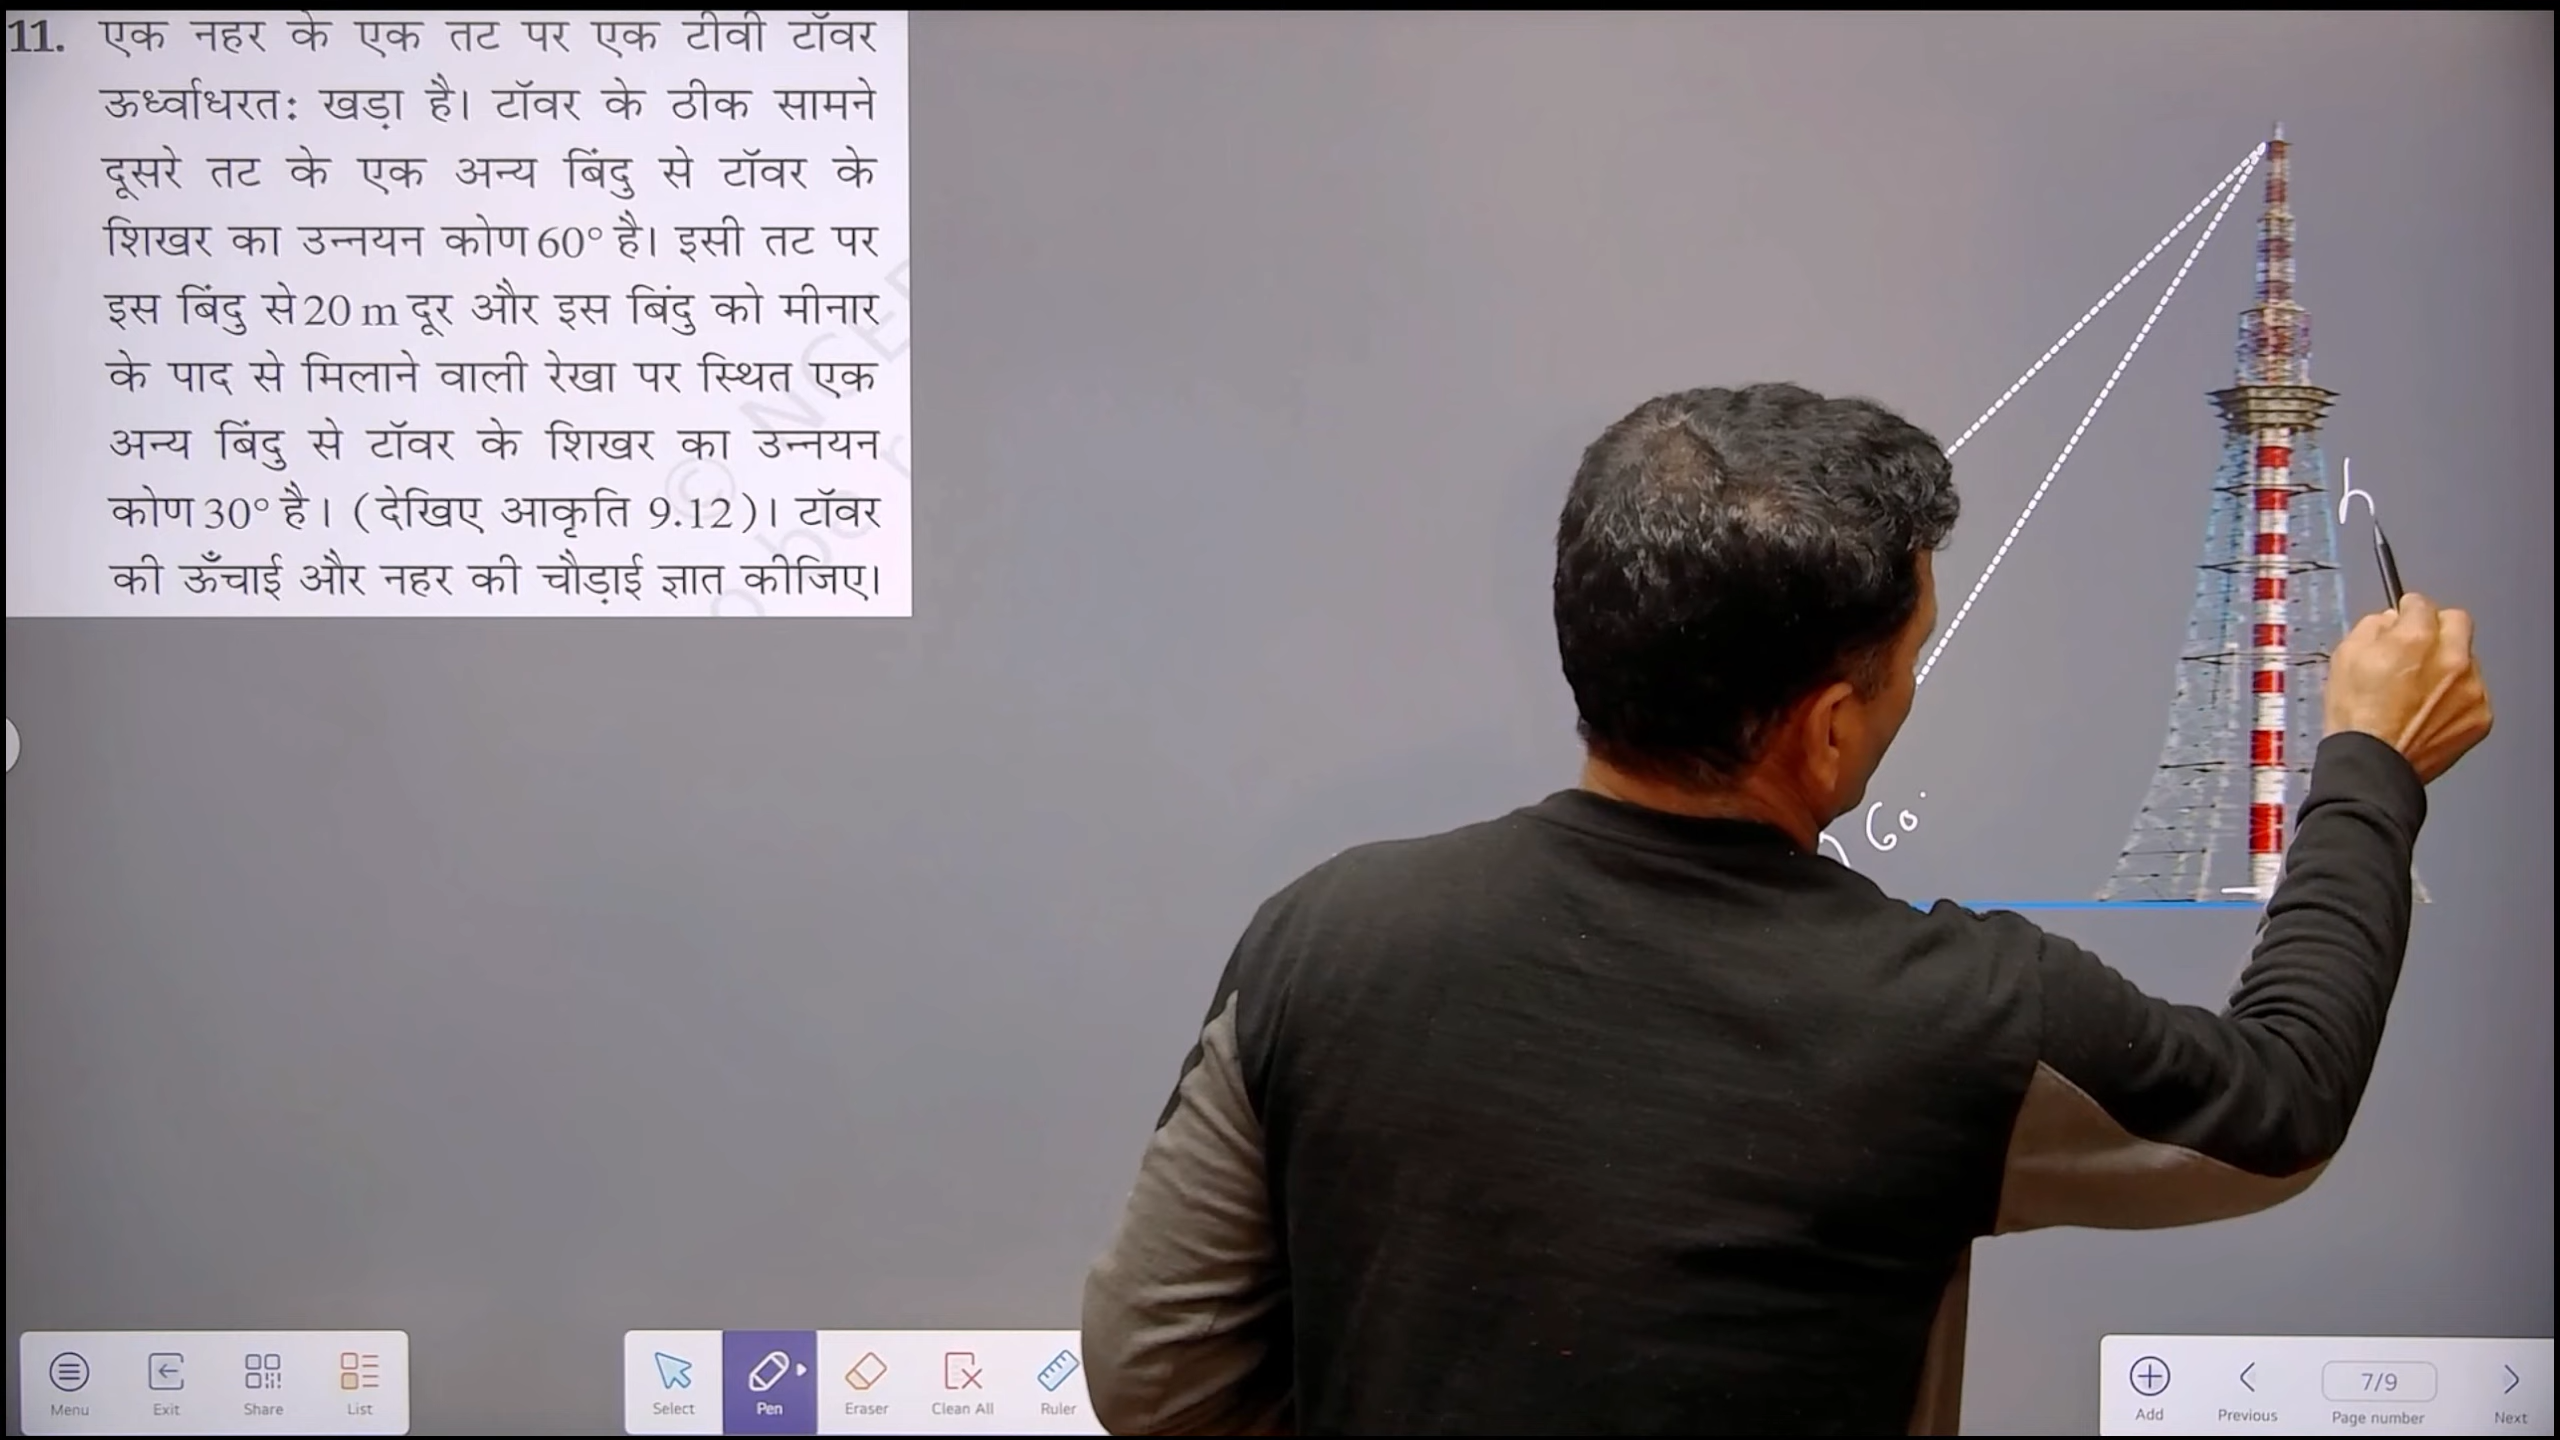 11. एक नहर के एक तट पर एक टीवी टॉवर
ऊर्ध्वाधरतः खड़ा है। टॉवर के ठीक सामने
दूसरे तट के एक अन्य बिंदु से टॉवर के
शिखर का उन्नयन कोण 60° है। इसी तट पर
इस बिंदु से 20 m दूर और इस बिंदु को मीनार
के पाद से मिलाने वाली रेखा पर स्थित एक
अन्य बिंदु से टॉवर के शिखर का उन्नयन
कोण 30° है। (देखिए आकृति 9.12)। टॉवर
की ऊँचाई और नहर की चौड़ाई ज्ञात कीजिए।
h
60°
Menu Exit Share List
Select Pen Eraser Clean All Ruler
Add Previous 7/9 Page number Next